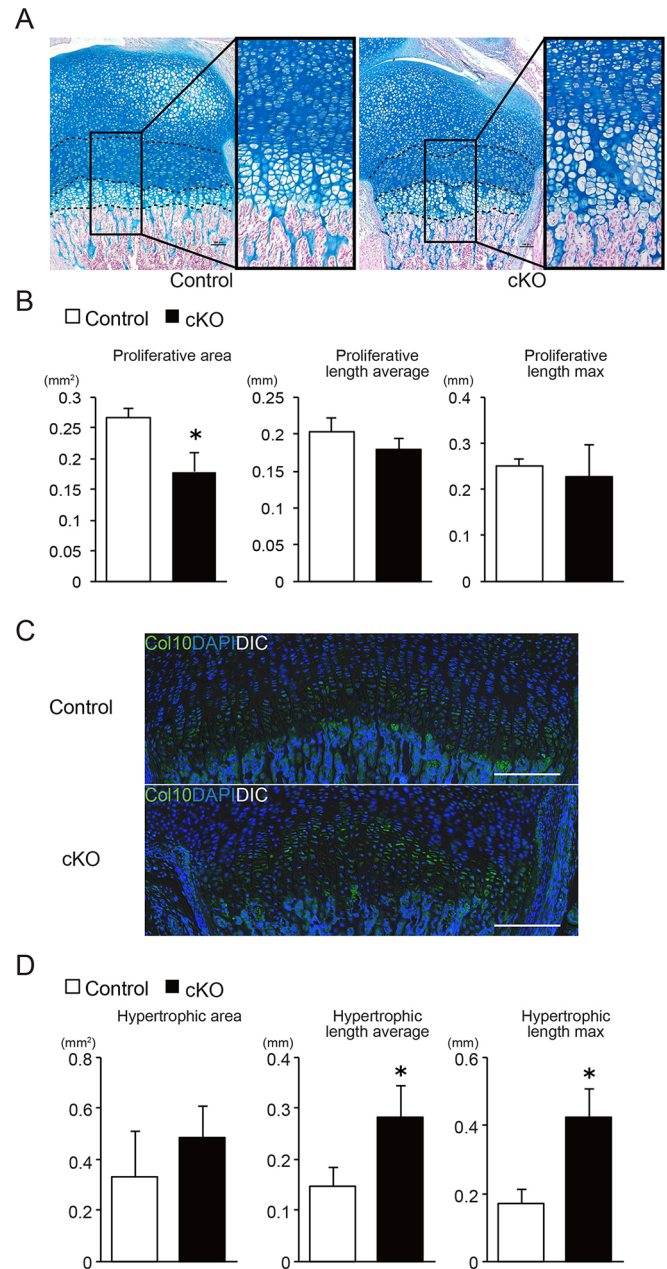 A
Control
cKO
B
Control cKO
Proliferative area
(mm²)
0.3
0.25
0.2
0.15
0.1
0.05
0
*
Proliferative
length average
(mm)
0.25
0.2
0.15
0.1
0.05
0
Proliferative
length max
(mm)
0.4
0.3
0.2
0.1
0
C
Control
Col10DAPIDIC
cKO
Col10DAPIDIC
D
Control cKO
Hypertrophic area
(mm²)
0.8
0.6
0.4
0.2
0
Hypertrophic
length average
(mm)
0.4
0.3
0.2
0.1
0
*
Hypertrophic
length max
(mm)
0.6
0.4
0.2
0
*